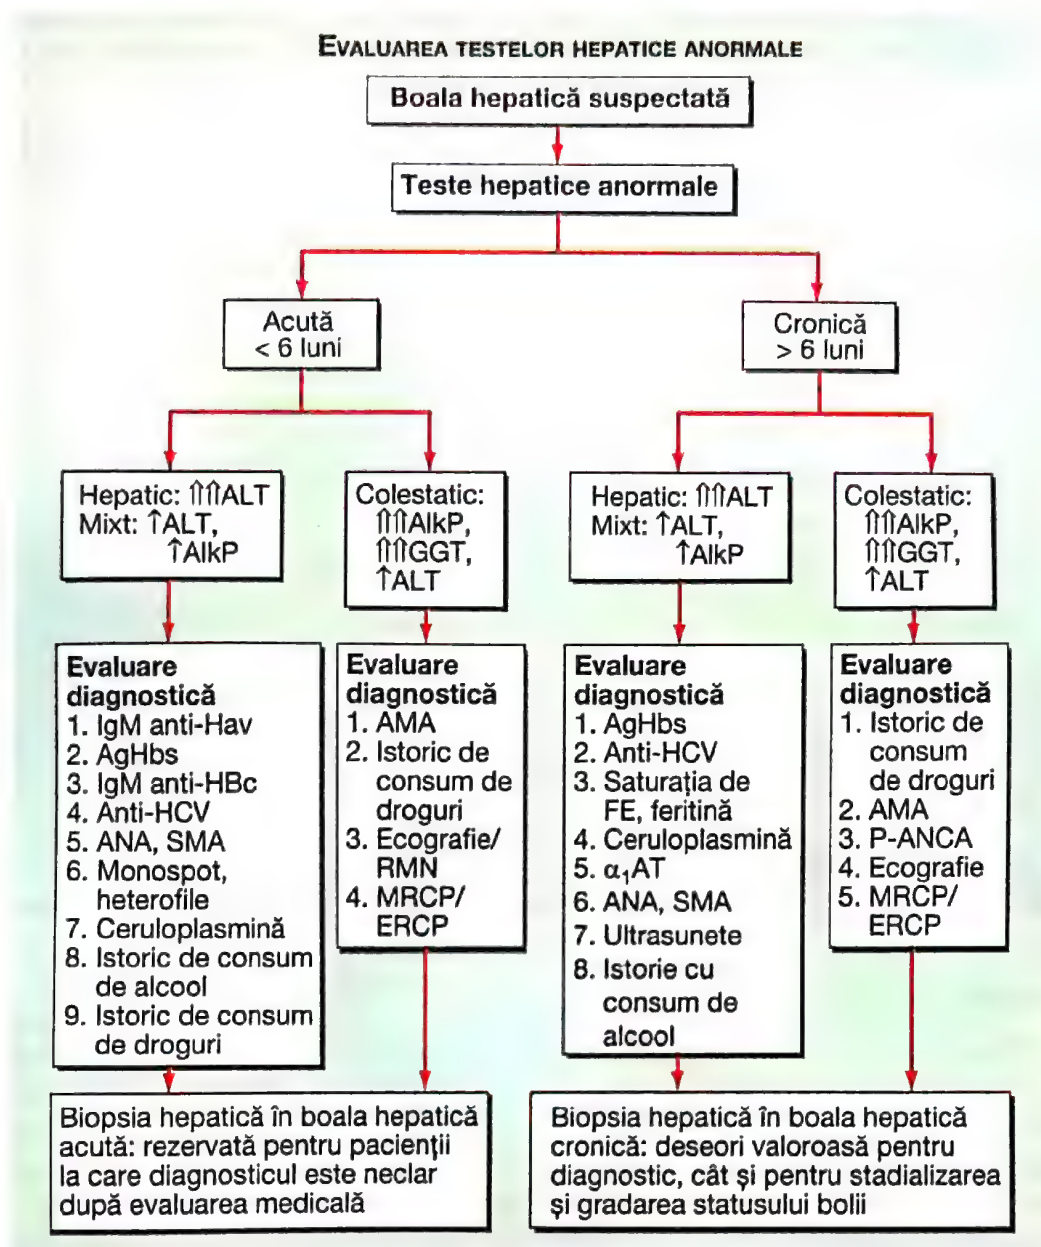 EVALUAREA TESTELOR HEPATICE ANORMALE
Boala hepatică suspectată
Teste hepatice anormale
Acută
< 6 luni
Cronică
> 6 luni
Hepatic: ⇑⇑ALT
Mixt: ↑ALT,
↑AlkP
Colestatic:
⇑⇑AlkP,
⇑⇑GGT,
↑ALT
Hepatic: ⇑⇑ALT
Mixt: ↑ALT,
↑AlkP
Colestatic:
⇑⇑AlkP,
⇑⇑GGT,
↑ALT
Evaluare
diagnostică
1. IgM anti-Hav
2. AgHbs
3. IgM anti-HBc
4. Anti-HCV
5. ANA, SMA
6. Monospot,
heterofile
7. Ceruloplasmină
8. Istoric de consum
de alcool
9. Istoric de consum
de droguri
Evaluare
diagnostică
1. AMA
2. Istoric de
consum de
droguri
3. Ecografie/
RMN
4. MRCP/
ERCP
Evaluare
diagnostică
1. AgHbs
2. Anti-HCV
3. Saturația de
FE, feritină
4. Ceruloplasmină
5. α₁AT
6. ANA, SMA
7. Ultrasunete
8. Istorie cu
consum de
alcool
Evaluare
diagnostică
1. Istoric de
consum
de droguri
2. AMA
3. P-ANCA
4. Ecografie
5. MRCP/
ERCP
Biopsia hepatică în boala hepatică
acută: rezervată pentru pacienții
la care diagnosticul este neclar
după evaluarea medicală
Biopsia hepatică în boala hepatică
cronică: deseori valoroasă pentru
diagnostic, cât și pentru stadializarea
și gradarea statusului bolii